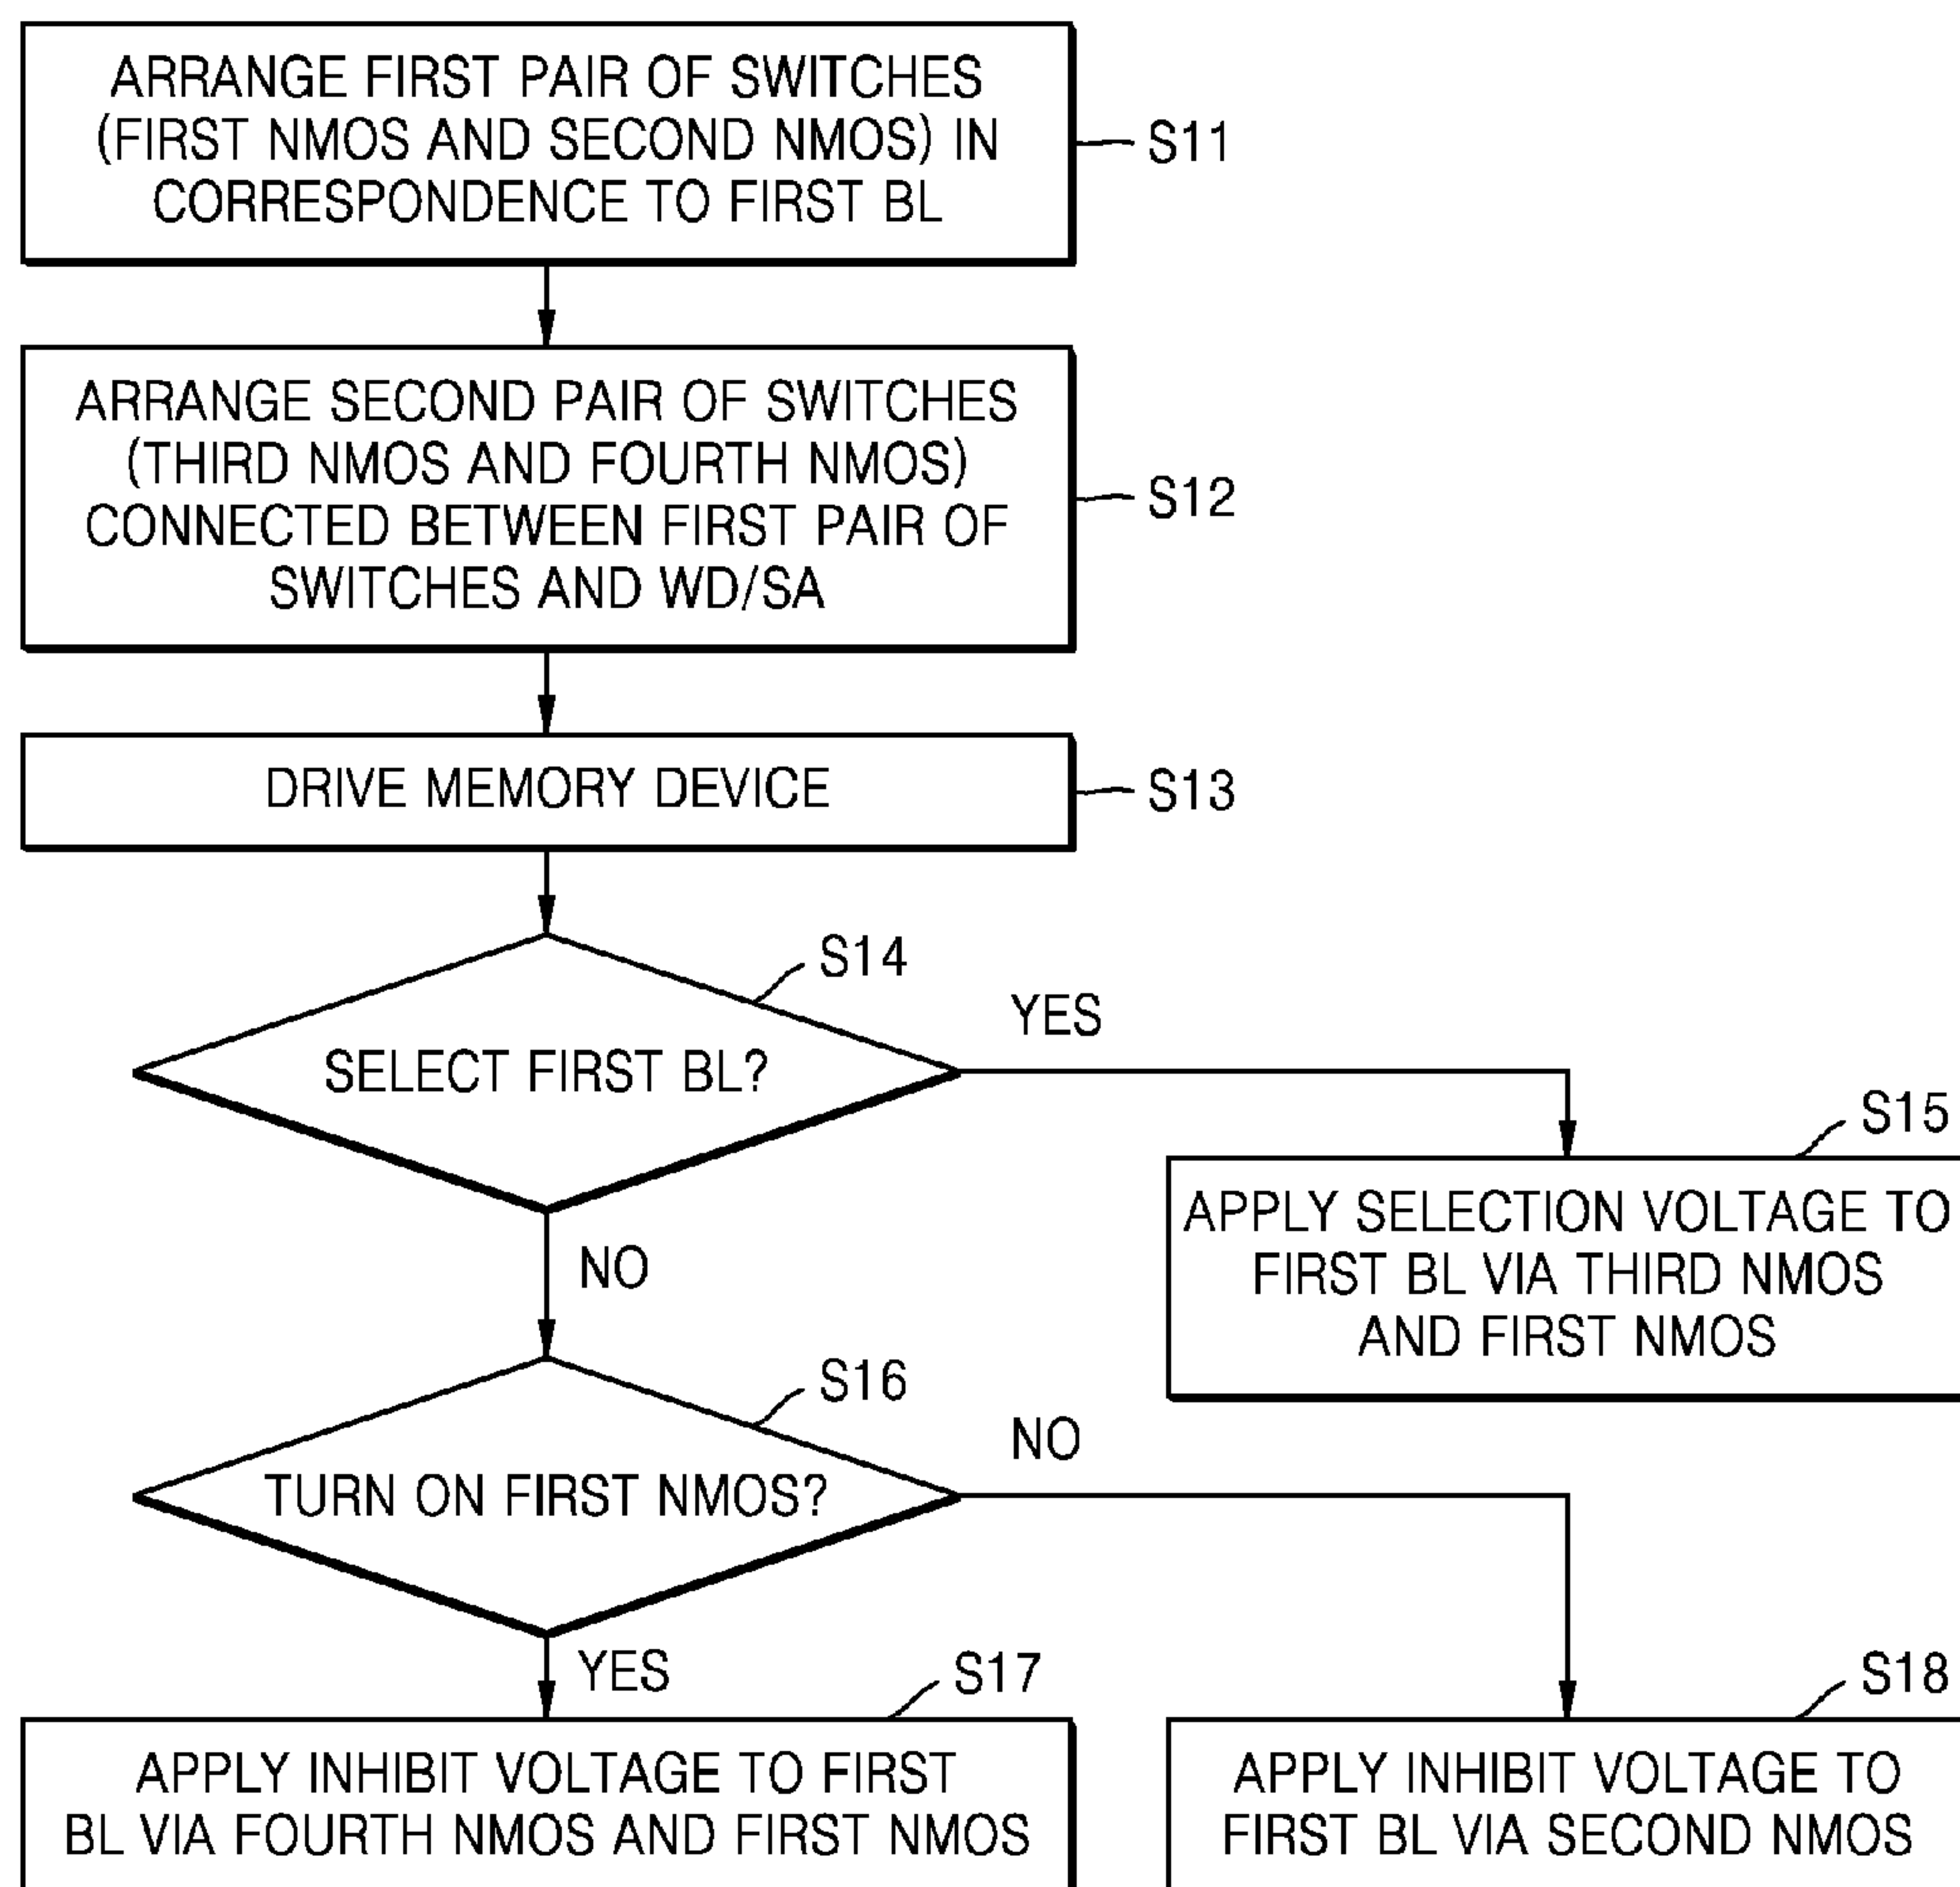 ARRANGE FIRST PAIR OF SWITCHES
(FIRST NMOS AND SECOND NMOS) IN
CORRESPONDENCE TO FIRST BL
S11
ARRANGE SECOND PAIR OF SWITCHES
(THIRD NMOS AND FOURTH NMOS)
CONNECTED BETWEEN FIRST PAIR OF
SWITCHES AND WD/SA
S12
DRIVE MEMORY DEVICE
S13
S14
SELECT FIRST BL?
YES
NO
S15
APPLY SELECTION VOLTAGE TO
FIRST BL VIA THIRD NMOS
AND FIRST NMOS
S16
TURN ON FIRST NMOS?
NO
YES
S17
APPLY INHIBIT VOLTAGE TO FIRST
BL VIA FOURTH NMOS AND FIRST NMOS
S18
APPLY INHIBIT VOLTAGE TO
FIRST BL VIA SECOND NMOS